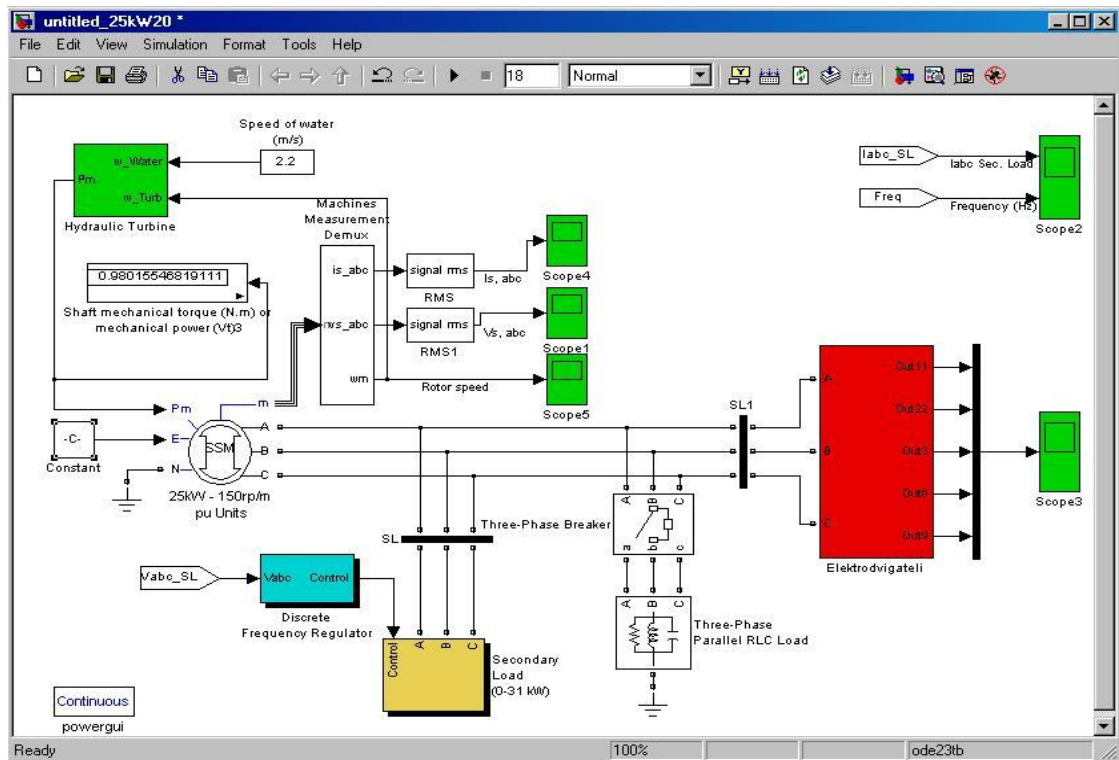 untitled_25kW20 *
File Edit View Simulation Format Tools Help
18 Normal
Speed of water
(m/s)
2.2
w_Water
Pm
w_Turb
Hydraulic Turbine
Iabc_SL
Iabc Sec. Load
Freq
Frequency (Hz)
Scope2
Machines
Measurement
Demux
0.98015546819111
Shaft mechanical torque (N.m) or
mechanical power (Vt)3
is_abc
signal rms
Is, abc
RMS
Scope4
vs_abc
signal rms
Vs, abc
RMS1
Scope1
wm
Rotor speed
Scope5
-C-
Constant
Pm
m
E
N
SSM
A
B
C
25kW - 150rp/m
pu Units
SL1
A
B
C
Out11
Out22
Out3
Out9
Elektrodvigateli
Scope3
SL
Three-Phase Breaker
A B C
a b c
A B C
Three-Phase
Parallel RLC Load
Vabc_SL
Vabc Control
Discrete
Frequency Regulator
Control
A B C
Secondary
Load
(0-31 kW)
Continuous
powergui
Ready 100% ode23tb